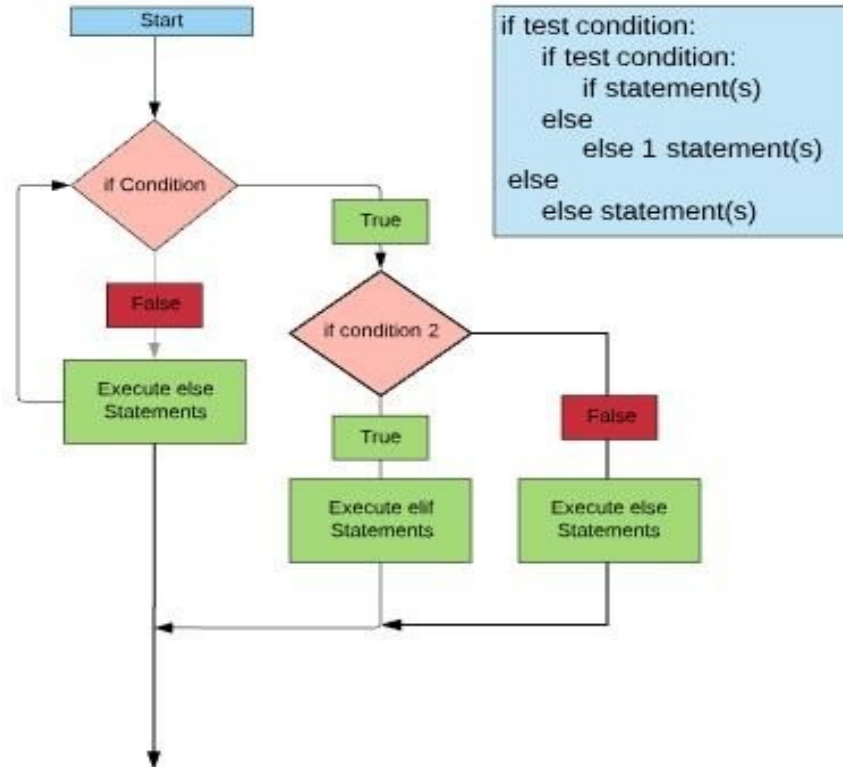 Start
if test condition:
if test condition:
if statement(s)
else
else 1 statement(s)
else
else statement(s)
if Condition
True
False
if condition 2
Execute else
Statements
True
False
Execute elif
Statements
Execute else
Statements